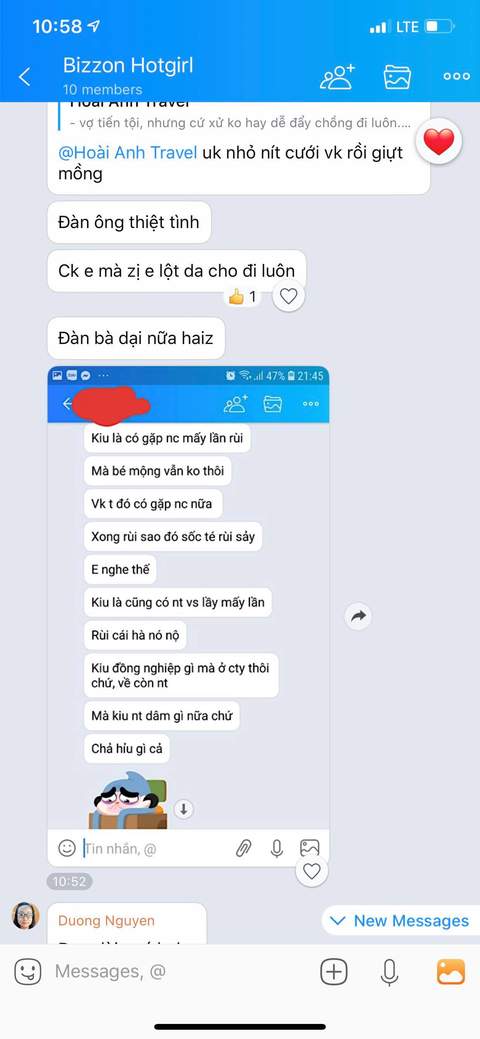 10:58
LTE
Bizzon Hotgirl
10 members
Hoài Anh Travel
- vợ tiến tội, nhưng cứ xử ko hay dễ đẩy chồng đi luôn....
@Hoài Anh Travel uk nhỏ nít cưới vk rồi giựt
mồng
Đàn ông thiệt tình
Ck e mà zị e lột da cho đi luôn
1
Đàn bà dại nữa haiz
47% 21:45
Kiu là có gặp nc mấy lần rùi
Mà bé mộng vẫn ko thôi
Vk t đó có gặp nc nữa
Xong rùi sao đó sốc té rùi sảy
E nghe thế
Kiu là cũng có nt vs lầy mấy lần
Rùi cái hà nó nộ
Kiu đồng nghiệp gì mà ở cty thôi
chứ, về còn nt
Mà kiu nt dâm gì nữa chứ
Chả hỉu gì cả
Tin nhắn, @
10:52
Duong Nguyen
New Messages
Messages, @